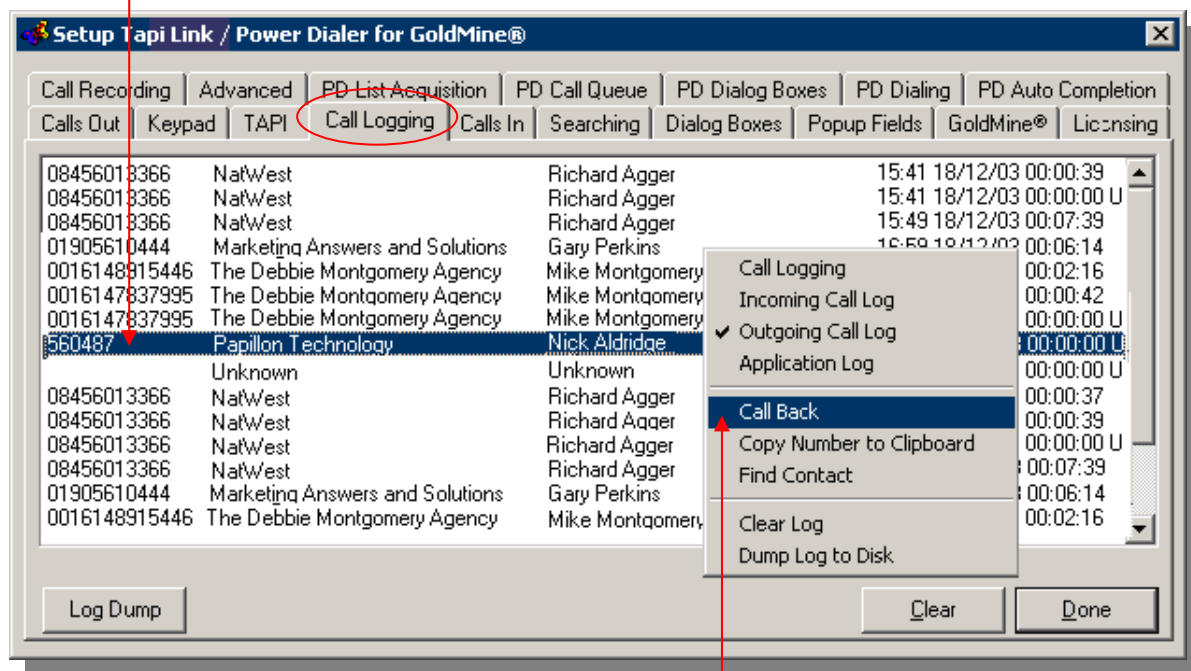 Setup Tapi Link / Power Dialer for GoldMine®
Call Recording Advanced PD List Acquisition PD Call Queue PD Dialog Boxes PD Dialing PD Auto Completion
Calls Out Keypad TAPI Call Logging Calls In Searching Dialog Boxes Popup Fields GoldMine® Licensing
08456013366 NatWest Richard Agger 15:41 18/12/03 00:00:39
08456013366 NatWest Richard Agger 15:41 18/12/03 00:00:00 U
08456013366 NatWest Richard Agger 15:49 18/12/03 00:07:39
01905610444 Marketing Answers and Solutions Gary Perkins 16:59 18/12/03 00:06:14
0016148915446 The Debbie Montgomery Agency Mike Montgomery 00:02:16
0016147837995 The Debbie Montgomery Agency Mike Montgomery 00:00:42
0016147837995 The Debbie Montgomery Agency Mike Montgomery 00:00:00 U
560487 Papillon Technology Nick Aldridge 00:00:00 U
Unknown Unknown 00:00:00 U
08456013366 NatWest Richard Agger 00:00:37
08456013366 NatWest Richard Agger 00:00:39
08456013366 NatWest Richard Agger 00:00:00 U
08456013366 NatWest Richard Agger 00:07:39
01905610444 Marketing Answers and Solutions Gary Perkins 00:06:14
0016148915446 The Debbie Montgomery Agency Mike Montgomery 00:02:16
Call Logging
Incoming Call Log
Outgoing Call Log
Application Log
Call Back
Copy Number to Clipboard
Find Contact
Clear Log
Dump Log to Disk
Log Dump Clear Done